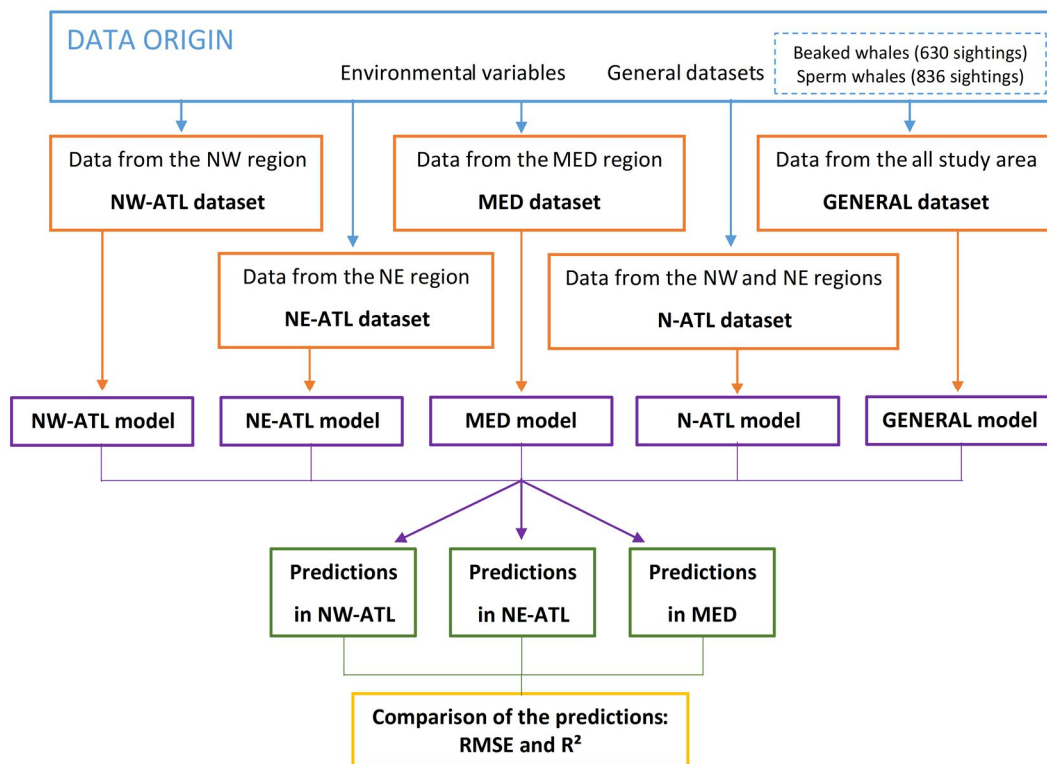 DATA ORIGIN
Environmental variables
General datasets
Beaked whales (630 sightings)
Sperm whales (836 sightings)
Data from the NW region
NW-ATL dataset
Data from the MED region
MED dataset
Data from the all study area
GENERAL dataset
Data from the NE region
NE-ATL dataset
Data from the NW and NE regions
N-ATL dataset
NW-ATL model
NE-ATL model
MED model
N-ATL model
GENERAL model
Predictions
in NW-ATL
Predictions
in NE-ATL
Predictions
in MED
Comparison of the predictions:
RMSE and R²